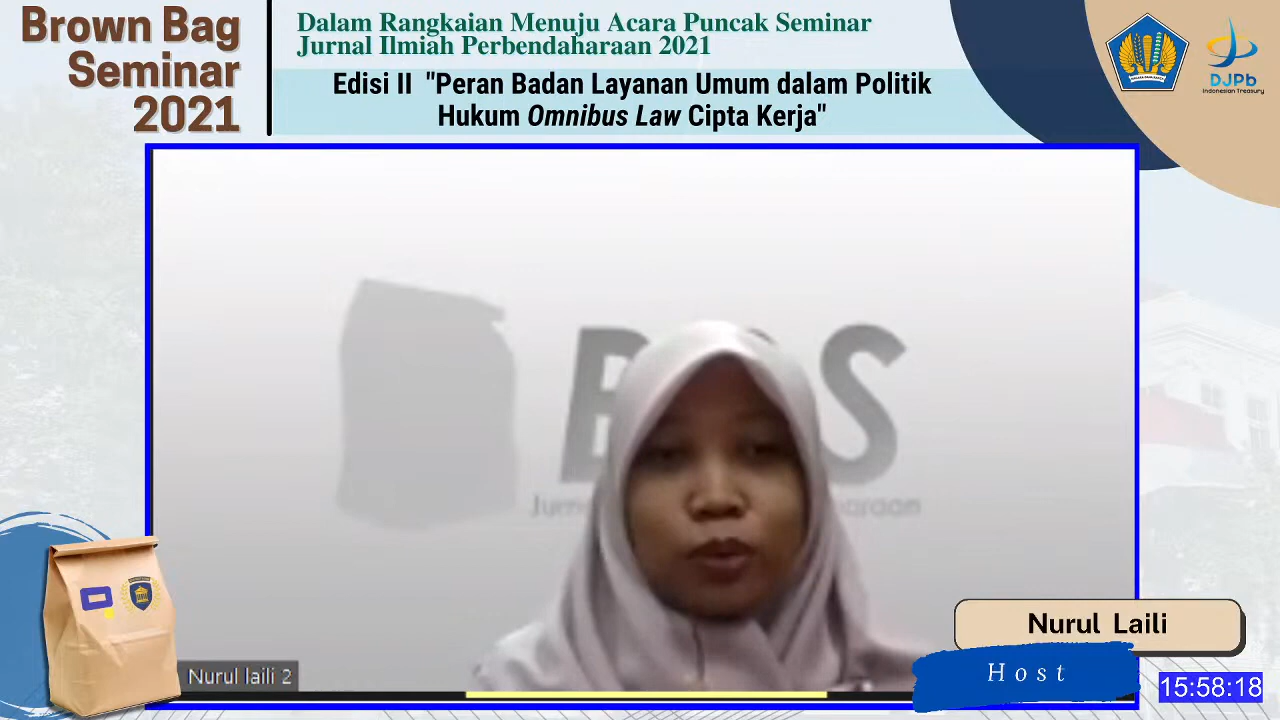 Brown Bag
Seminar
2021
Dalam Rangkaian Menuju Acara Puncak Seminar
Jurnal Ilmiah Perbendaharaan 2021
Edisi II "Peran Badan Layanan Umum dalam Politik
Hukum Omnibus Law Cipta Kerja"
DJPb
Indonesian Treasury
Nurul laili 2
Nurul Laili
Host
15:58:18